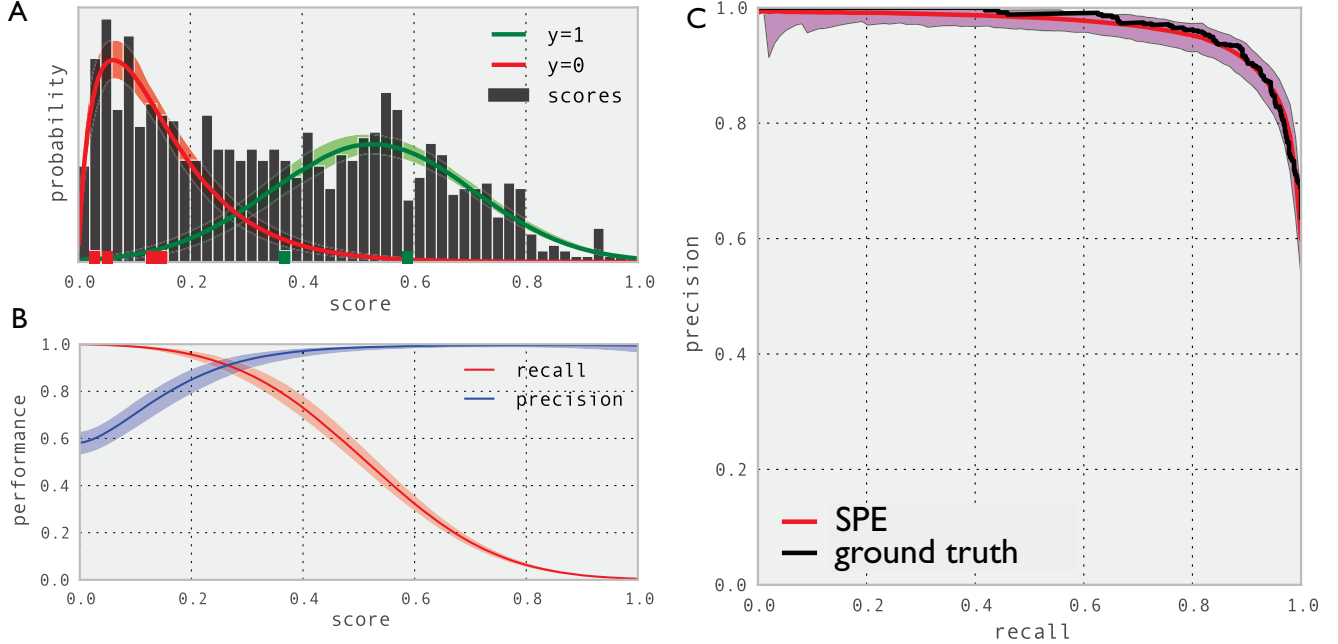 A
probability
y=1
y=0
scores
0.0 0.2 0.4 0.6 0.8 1.0
score
B
performance
1.0
0.8
0.6
0.4
0.2
0.0
recall
precision
0.0 0.2 0.4 0.6 0.8 1.0
score
C
precision
1.0
0.8
0.6
0.4
0.2
0.0
SPE
ground truth
0.0 0.2 0.4 0.6 0.8 1.0
recall